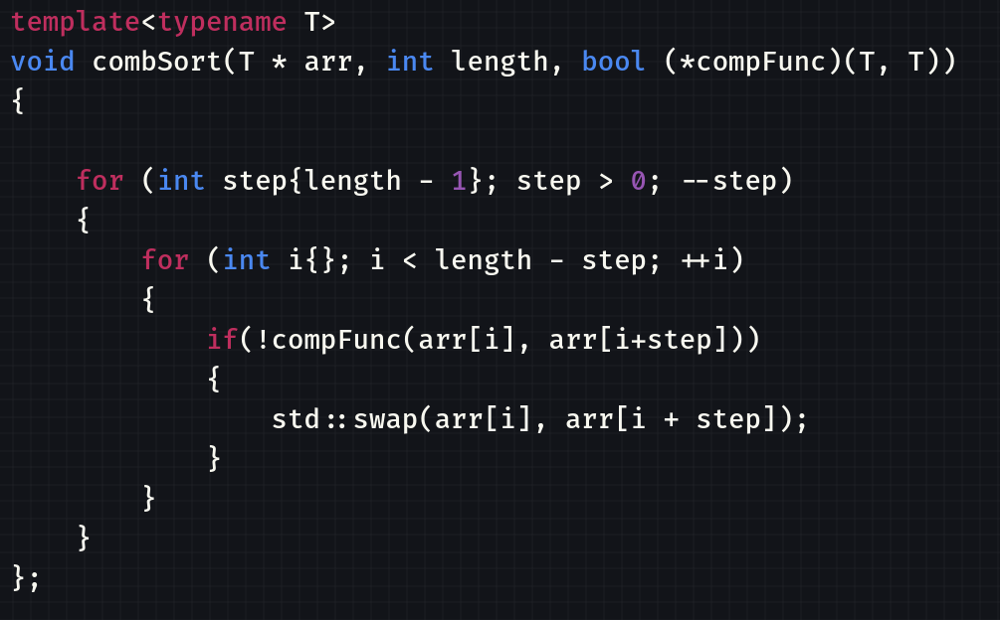 template<typename T>
void combSort(T * arr, int length, bool (*compFunc)(T, T))
{
for (int step{length - 1}; step > 0; --step)
{
for (int i{}; i < length - step; ++i)
{
if(!compFunc(arr[i], arr[i+step]))
{
std::swap(arr[i], arr[i + step]);
}
}
}
};